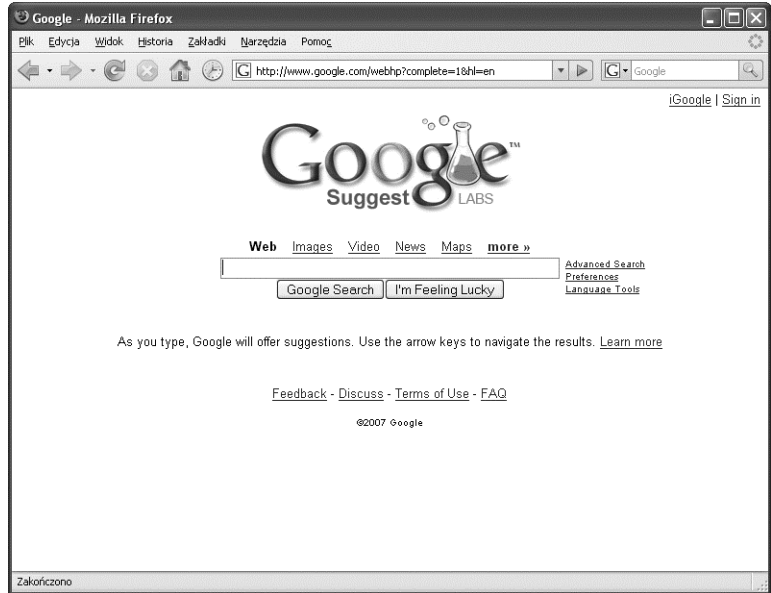 Google - Mozilla Firefox
Plik Edycja Widok Historia Zakładki Narzędzia Pomoc
G http://www.google.com/webhp?complete=1&hl=en G Google
iGoogle | Sign in
Google™
Suggest LABS
Web Images Video News Maps more »
Advanced Search
Preferences
Google Search I'm Feeling Lucky Language Tools
As you type, Google will offer suggestions. Use the arrow keys to navigate the results. Learn more
Feedback - Discuss - Terms of Use - FAQ
©2007 Google
Zakończono